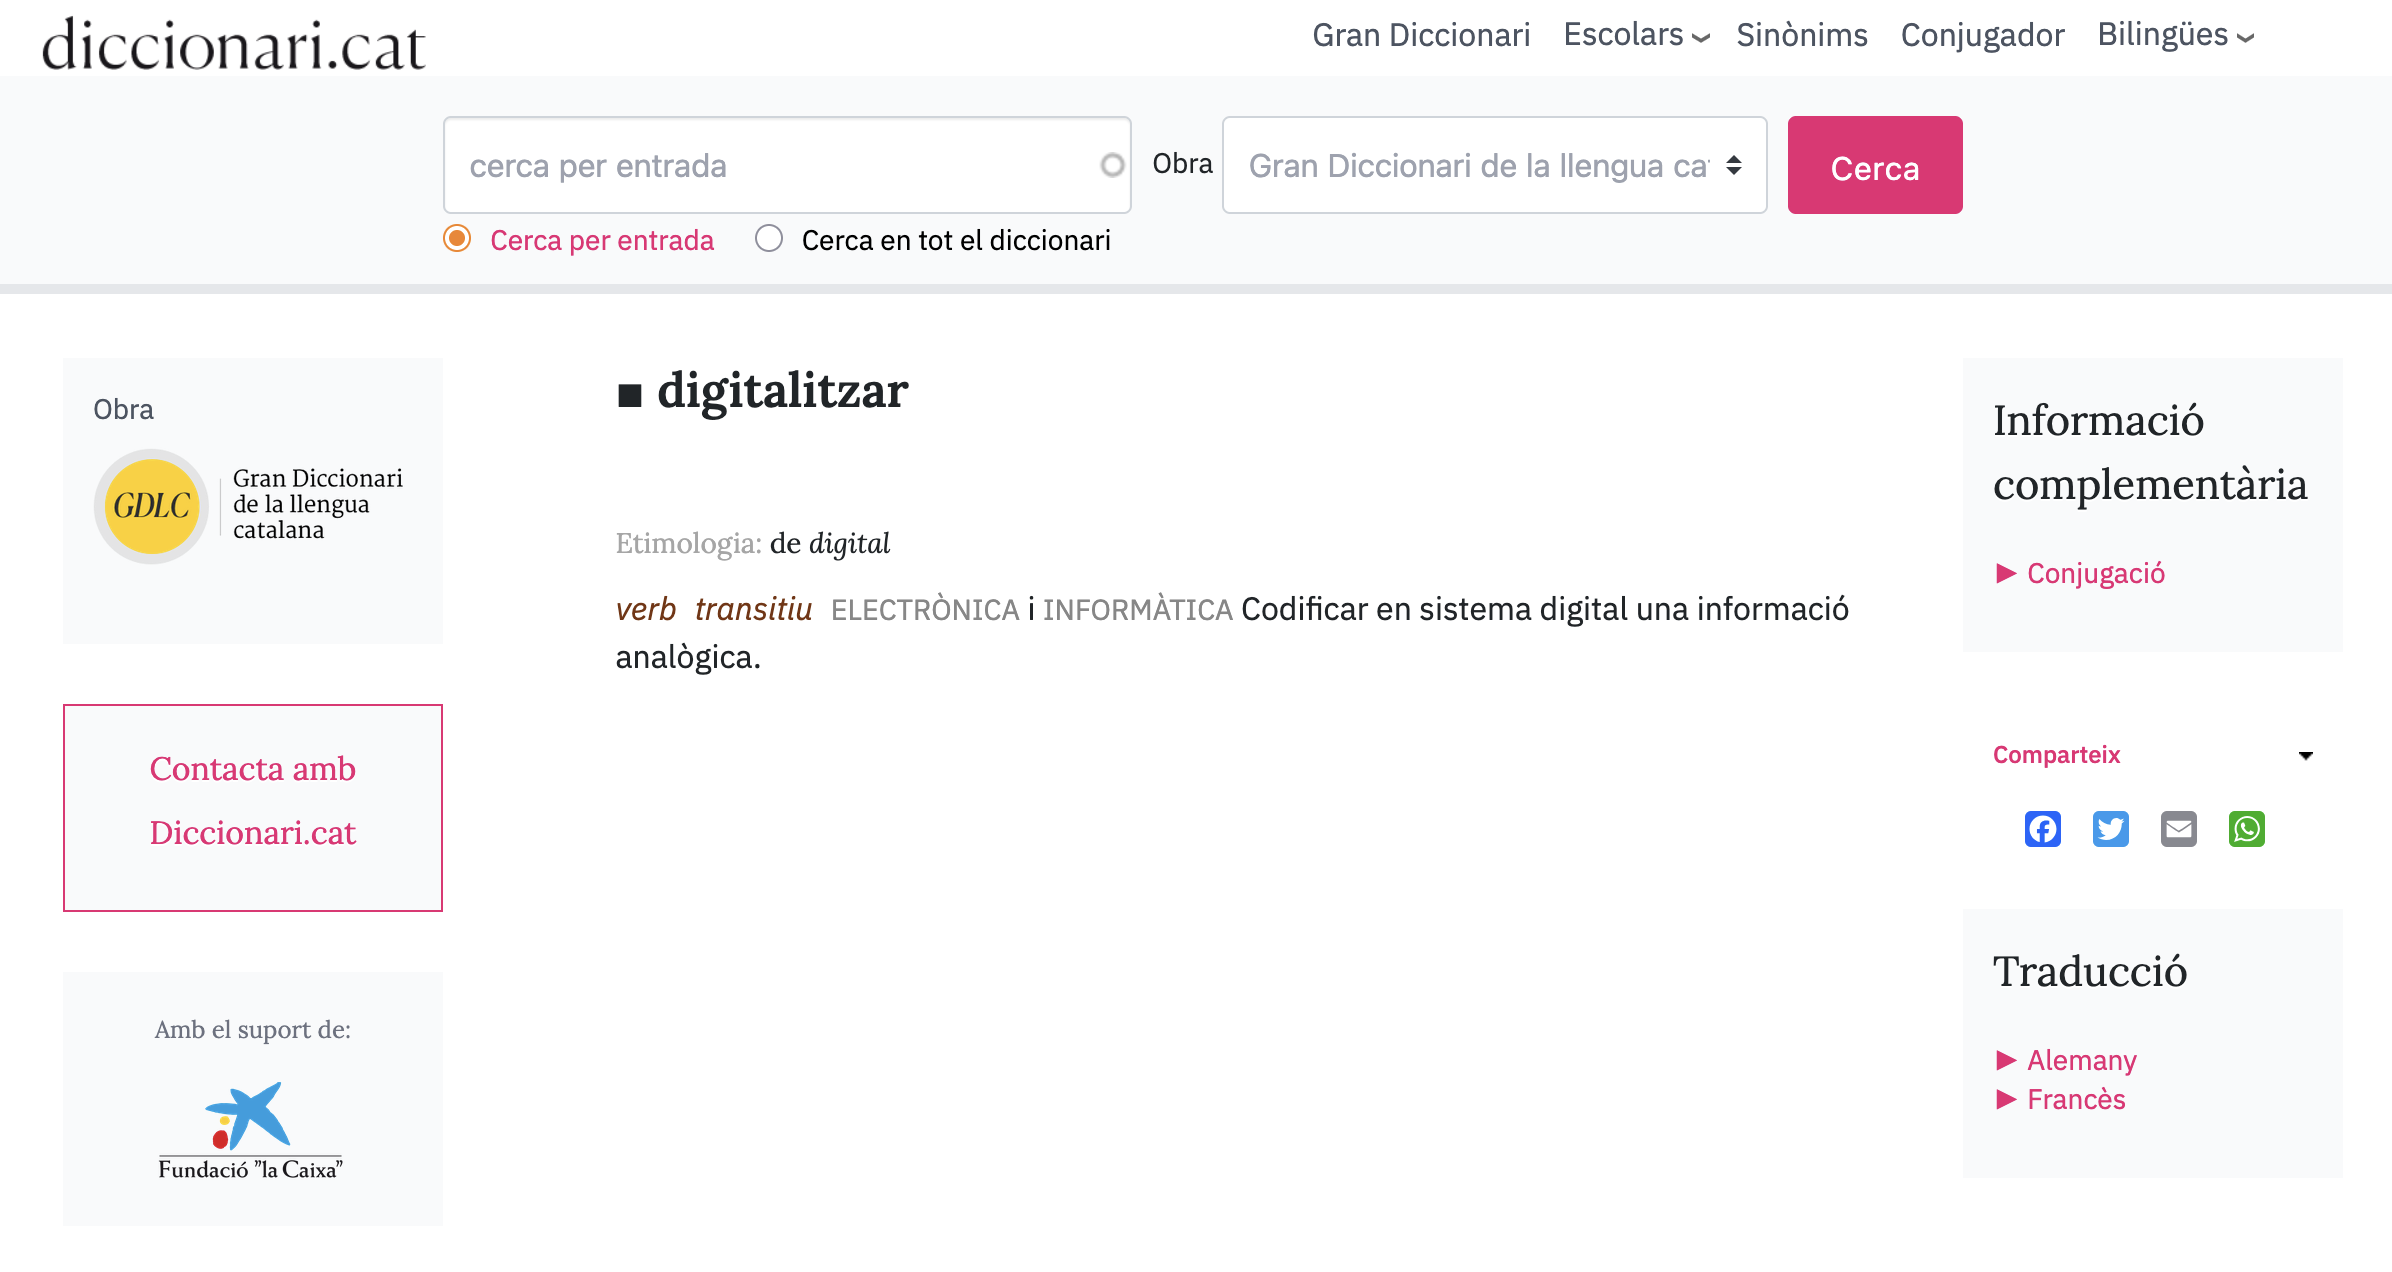 diccionari.cat
Gran Diccionari Escolars Sinònims Conjugador Bilingües
cerca per entrada
Obra
Gran Diccionari de la llengua ca
Cerca
Cerca per entrada
Cerca en tot el diccionari
Obra
GDLC
Gran Diccionari
de la llengua
catalana
Contacta amb
Diccionari.cat
Amb el suport de:
Fundació ”la Caixa”
■ digitalitzar
Etimologia: de digital
verb transitiu ELECTRÒNICA i INFORMÀTICA Codificar en sistema digital una informació
analògica.
Informació
complementària
► Conjugació
Comparteix
Traducció
► Alemany
► Francès